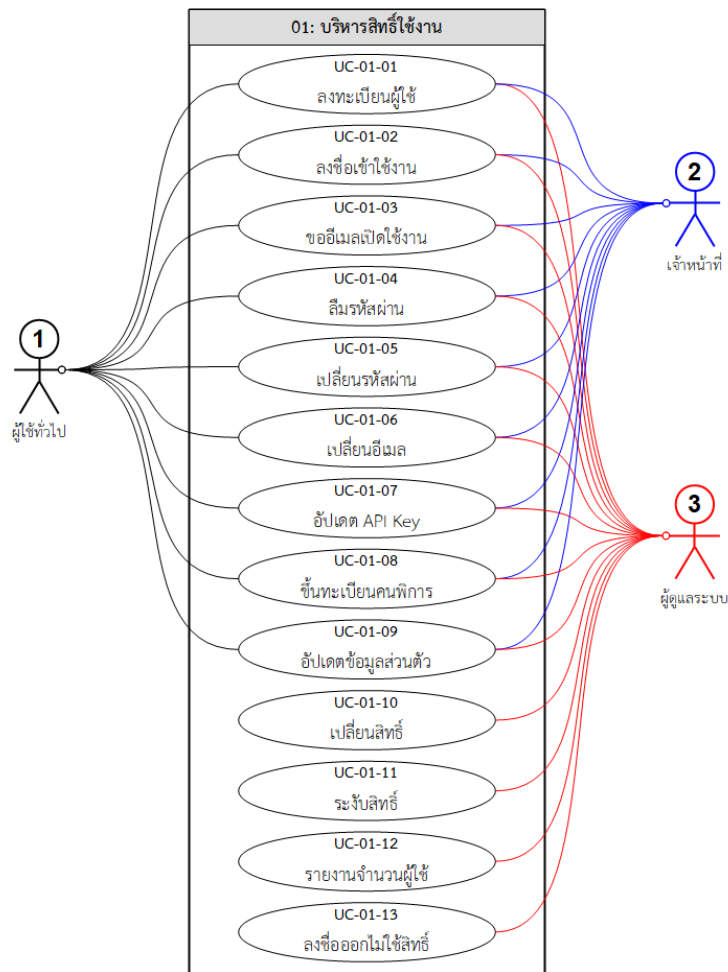 01: บริหารสิทธิ์ใช้งาน
UC-01-01
ลงทะเบียนผู้ใช้
UC-01-02
ลงชื่อเข้าใช้งาน
UC-01-03
ขออีเมลเปิดใช้งาน
UC-01-04
ลืมรหัสผ่าน
UC-01-05
เปลี่ยนรหัสผ่าน
UC-01-06
เปลี่ยนอีเมล
UC-01-07
อัปเดต API Key
UC-01-08
ขึ้นทะเบียนคนพิการ
UC-01-09
อัปเดตข้อมูลส่วนตัว
UC-01-10
เปลี่ยนสิทธิ์
UC-01-11
ระงับสิทธิ์
UC-01-12
รายงานจำนวนผู้ใช้
UC-01-13
ลงชื่อออกไม่ใช้สิทธิ์
1
ผู้ใช้ทั่วไป
2
เจ้าหน้าที่
3
ผู้ดูแลระบบ